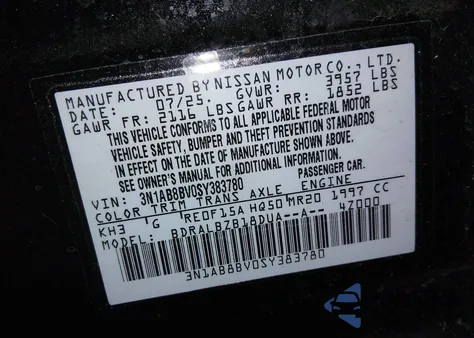 MANUFACTURED BY NISSAN MOTOR CO., LTD.
DATE: 07/25 GVWR: 3957 LBS
GAWR FR: 2116 LBS GAWR RR: 1852 LBS
THIS VEHICLE CONFORMS TO ALL APPLICABLE FEDERAL MOTOR
VEHICLE SAFETY, BUMPER AND THEFT PREVENTION STANDARDS
IN EFFECT ON THE DATE OF MANUFACTURE SHOWN ABOVE.
SEE OWNER'S MANUAL FOR ADDITIONAL INFORMATION.
VIN: 3N1AB8BV0SY383780 PASSENGER CAR.
COLOR TRIM TRANS AXLE ENGINE
KH3 G RE0F15A HQ50 MR20 1997 CC
MODEL: BDRALBZB18DUA--A-- 4Z000
3N1AB8BV0SY383780